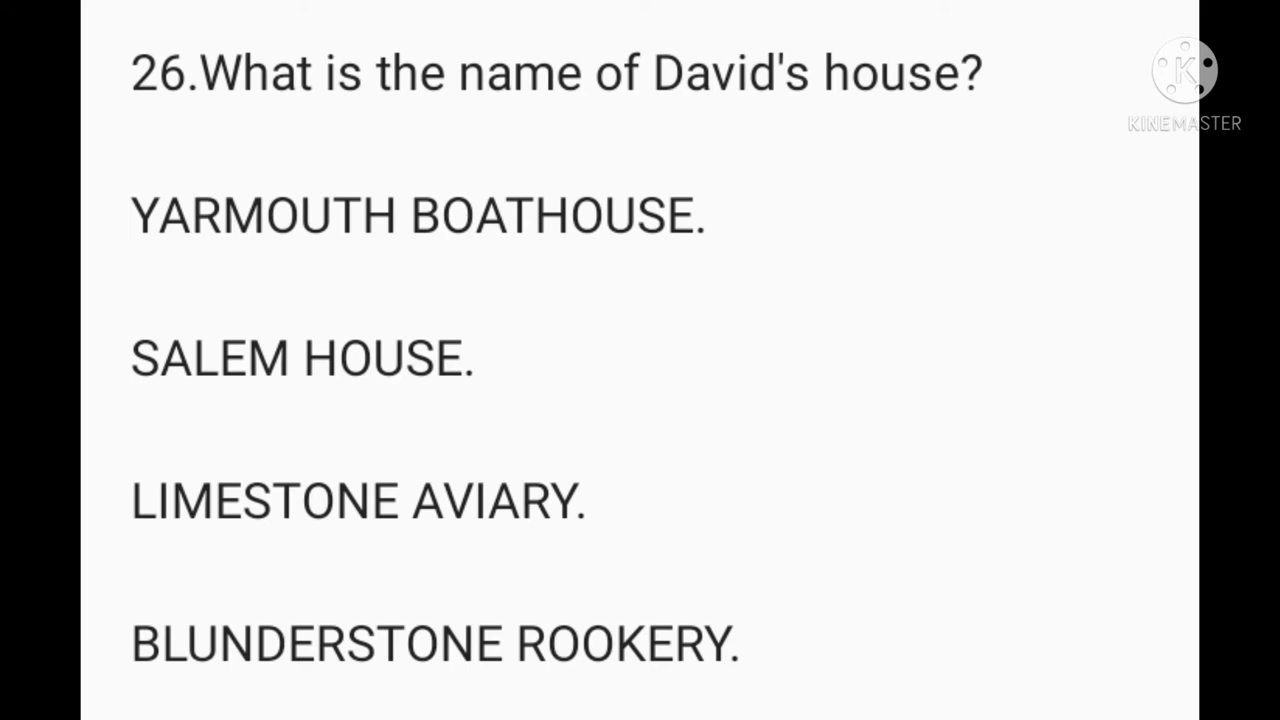 26.What is the name of David's house?
K
KINEMASTER
YARMOUTH BOATHOUSE.
SALEM HOUSE.
LIMESTONE AVIARY.
BLUNDERSTONE ROOKERY.